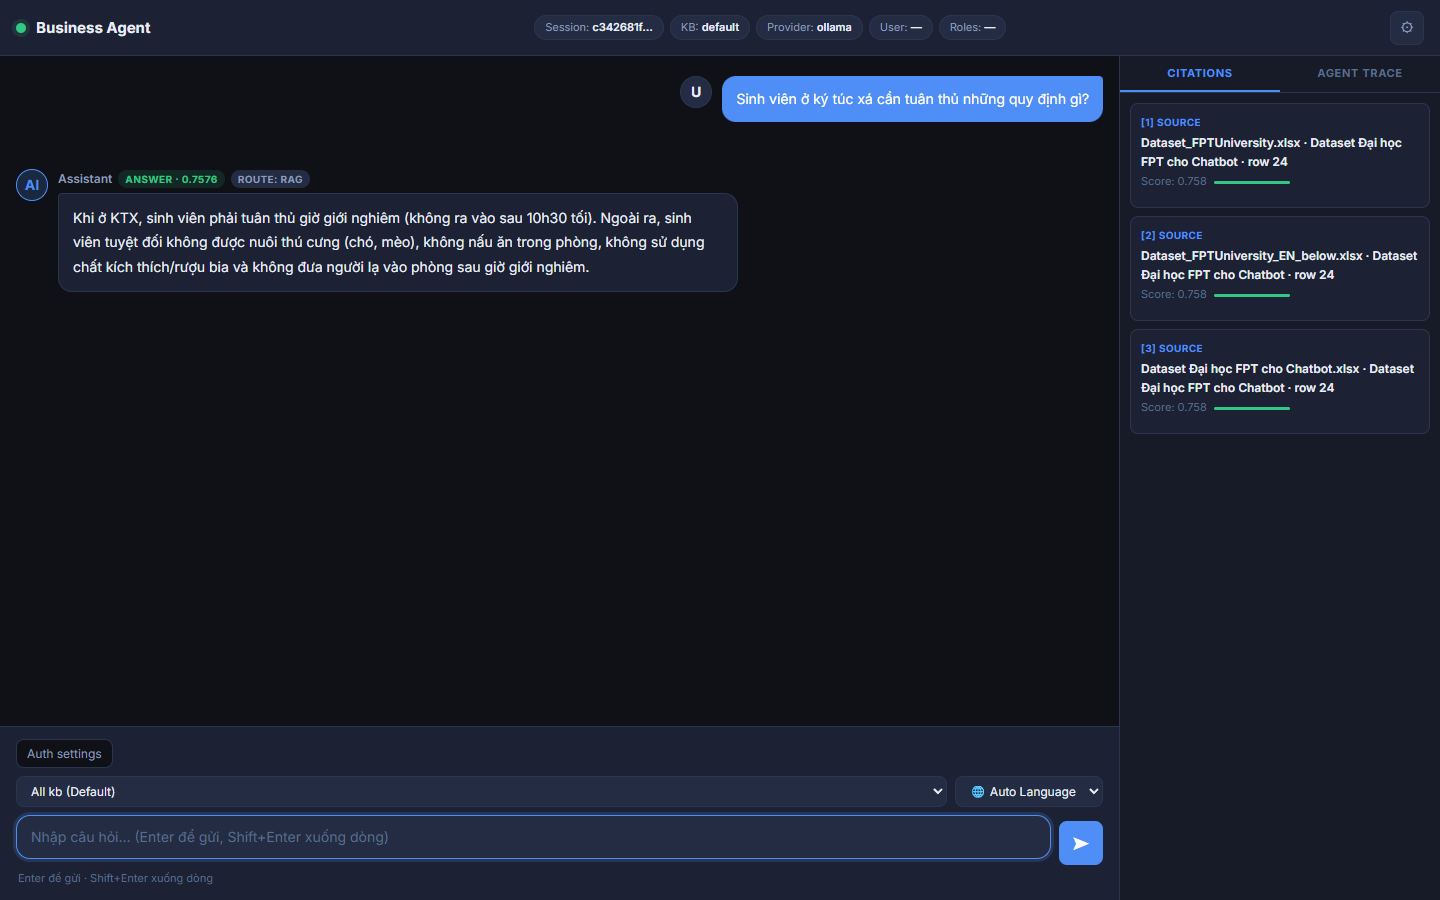 Business Agent
Session: c342681f...
KB: default
Provider: ollama
User: —
Roles: —
CITATIONS
AGENT TRACE
U
Sinh viên ở ký túc xá cần tuân thủ những quy định gì?
AI
Assistant
ANSWER · 0.7576
ROUTE: RAG
Khi ở KTX, sinh viên phải tuân thủ giờ giới nghiêm (không ra vào sau 10h30 tối). Ngoài ra, sinh
viên tuyệt đối không được nuôi thú cưng (chó, mèo), không nấu ăn trong phòng, không sử dụng
chất kích thích/rượu bia và không đưa người lạ vào phòng sau giờ giới nghiêm.
[1] SOURCE
Dataset_FPTUniversity.xlsx · Dataset Đại học
FPT cho Chatbot · row 24
Score: 0.758
[2] SOURCE
Dataset_FPTUniversity_EN_below.xlsx · Dataset
Đại học FPT cho Chatbot · row 24
Score: 0.758
[3] SOURCE
Dataset Đại học FPT cho Chatbot.xlsx · Dataset
Đại học FPT cho Chatbot · row 24
Score: 0.758
Auth settings
All kb (Default)
Auto Language
Nhập câu hỏi... (Enter để gửi, Shift+Enter xuống dòng)
Enter để gửi · Shift+Enter xuống dòng